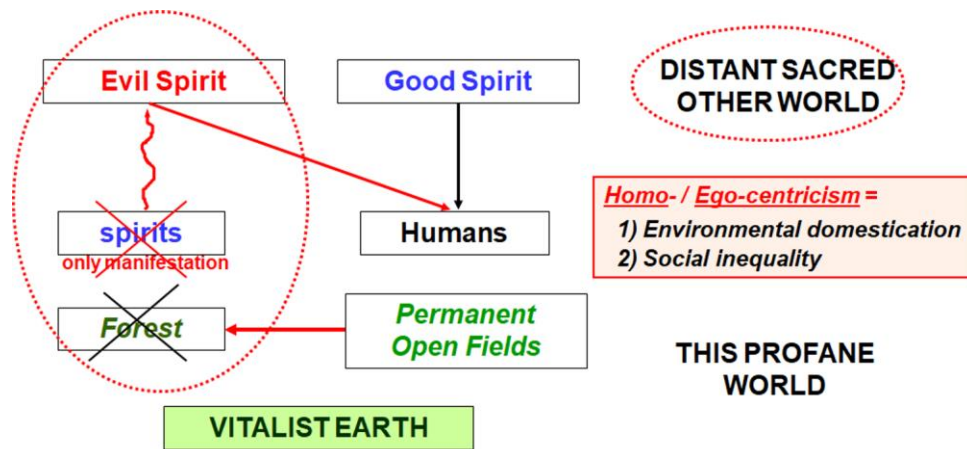 Evil Spirit
Good Spirit
DISTANT SACRED
OTHER WORLD
Homo- / Ego-centricism =
1) Environmental domestication
2) Social inequality
spirits
only manifestation
Humans
Forest
Permanent
Open Fields
THIS PROFANE
WORLD
VITALIST EARTH